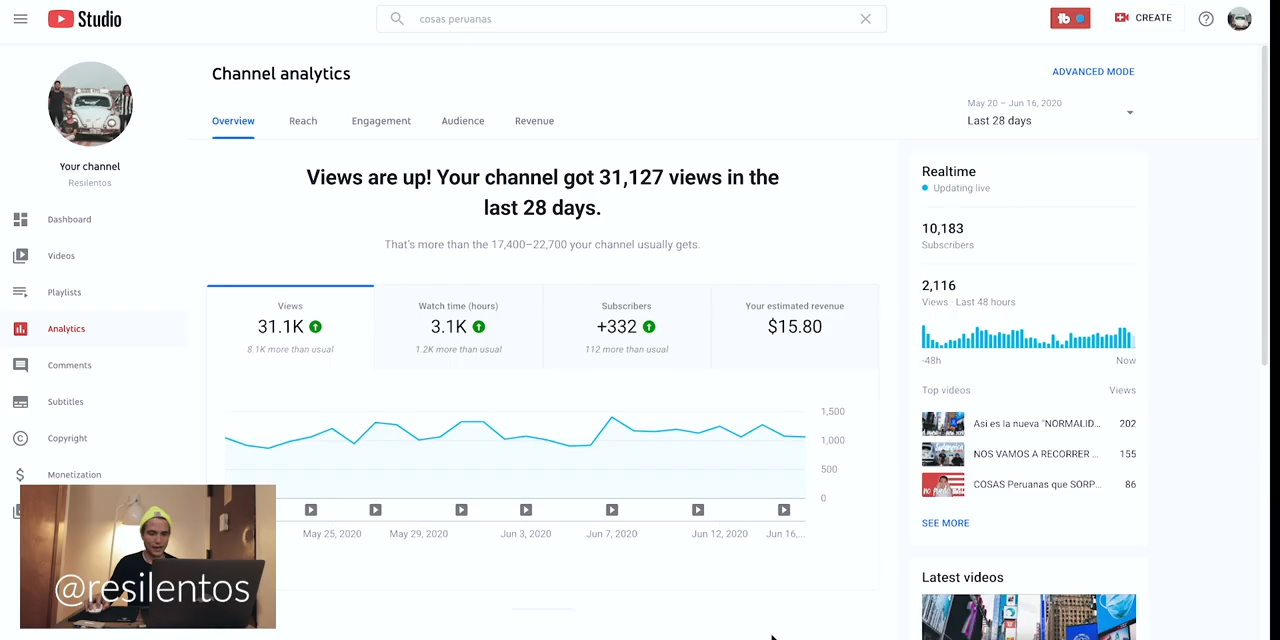 Studio
cosas peruanas
CREATE
Channel analytics
ADVANCED MODE
May 20 – Jun 16, 2020
Last 28 days
Overview
Reach
Engagement
Audience
Revenue
Your channel
Resilentos
Dashboard
Videos
Playlists
Analytics
Comments
Subtitles
Copyright
Monetization
Views are up! Your channel got 31,127 views in the
last 28 days.
That's more than the 17,400–22,700 your channel usually gets.
Views
31.1K
8.1K more than usual
Watch time (hours)
3.1K
1.2K more than usual
Subscribers
+332
112 more than usual
Your estimated revenue
$15.80
1,500
1,000
500
0
May 25, 2020
May 29, 2020
Jun 3, 2020
Jun 7, 2020
Jun 12, 2020
Jun 16,...
Realtime
Updating live
10,183
Subscribers
2,116
Views · Last 48 hours
-48h
Now
Top videos
Views
Asi es la nueva ¨NORMALID...
202
NOS VAMOS A RECORRER ...
155
COSAS Peruanas que SORP...
86
SEE MORE
Latest videos
@resilentos